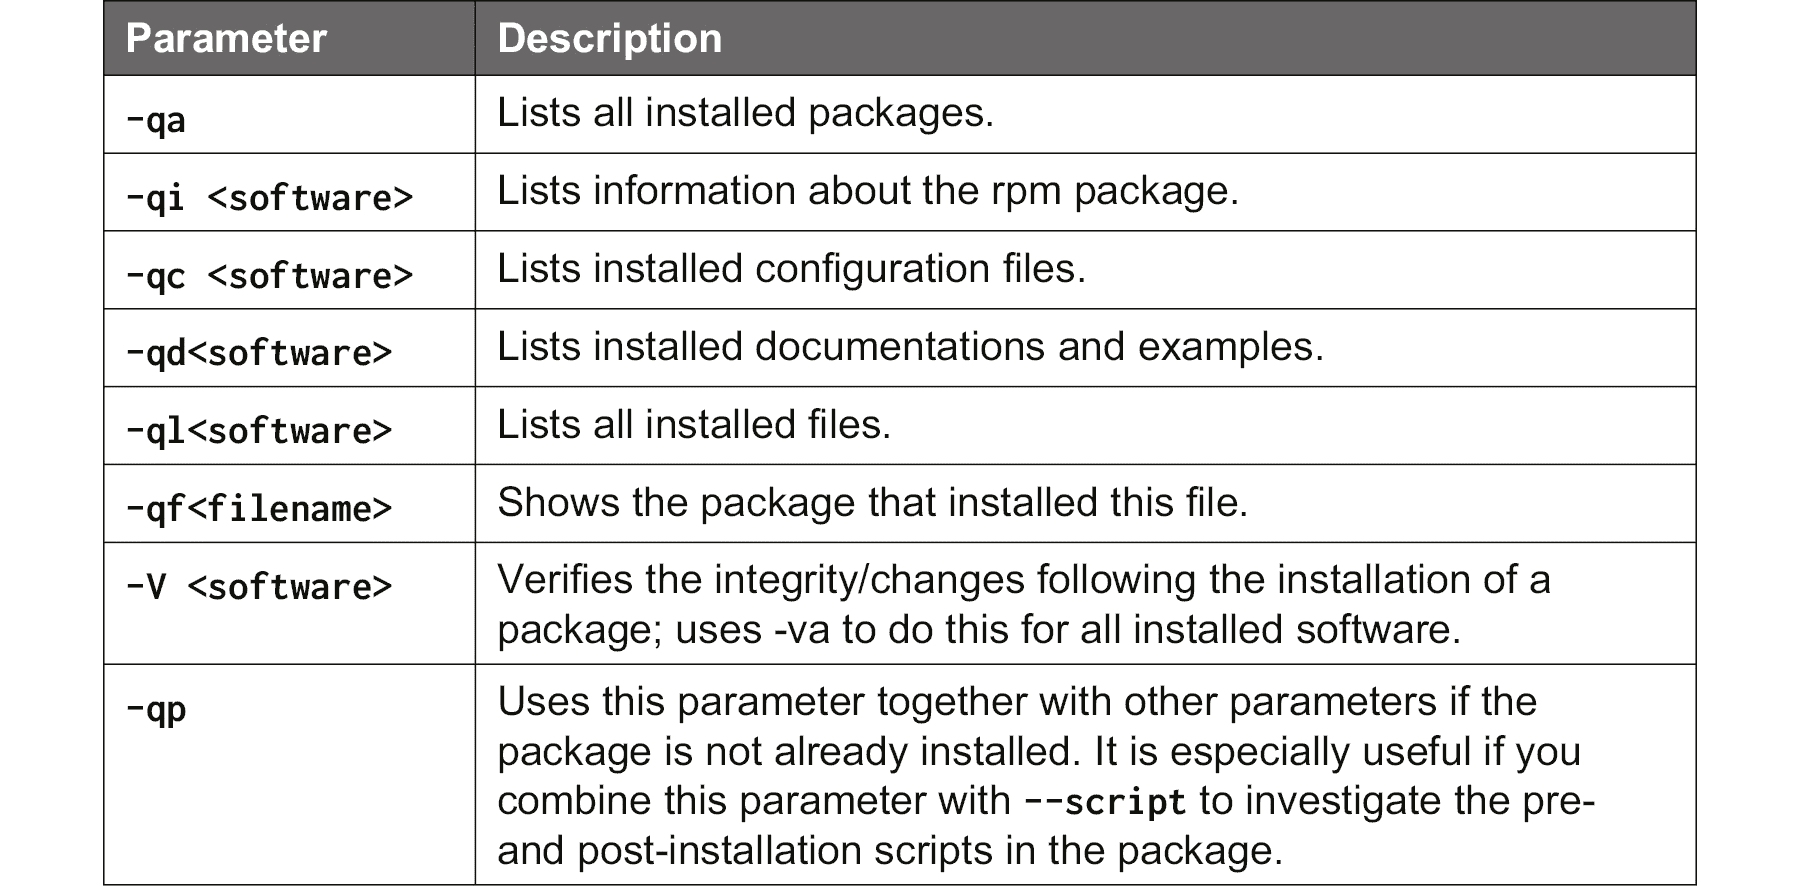 Parameter Description
-qa Lists all installed packages.
-qi <software> Lists information about the rpm package.
-qc <software> Lists installed configuration files.
-qd<software> Lists installed documentations and examples.
-ql<software> Lists all installed files.
-qf<filename> Shows the package that installed this file.
-V <software> Verifies the integrity/changes following the installation of a
package; uses -va to do this for all installed software.
-qp Uses this parameter together with other parameters if the
package is not already installed. It is especially useful if you
combine this parameter with --script to investigate the pre-
and post-installation scripts in the package.